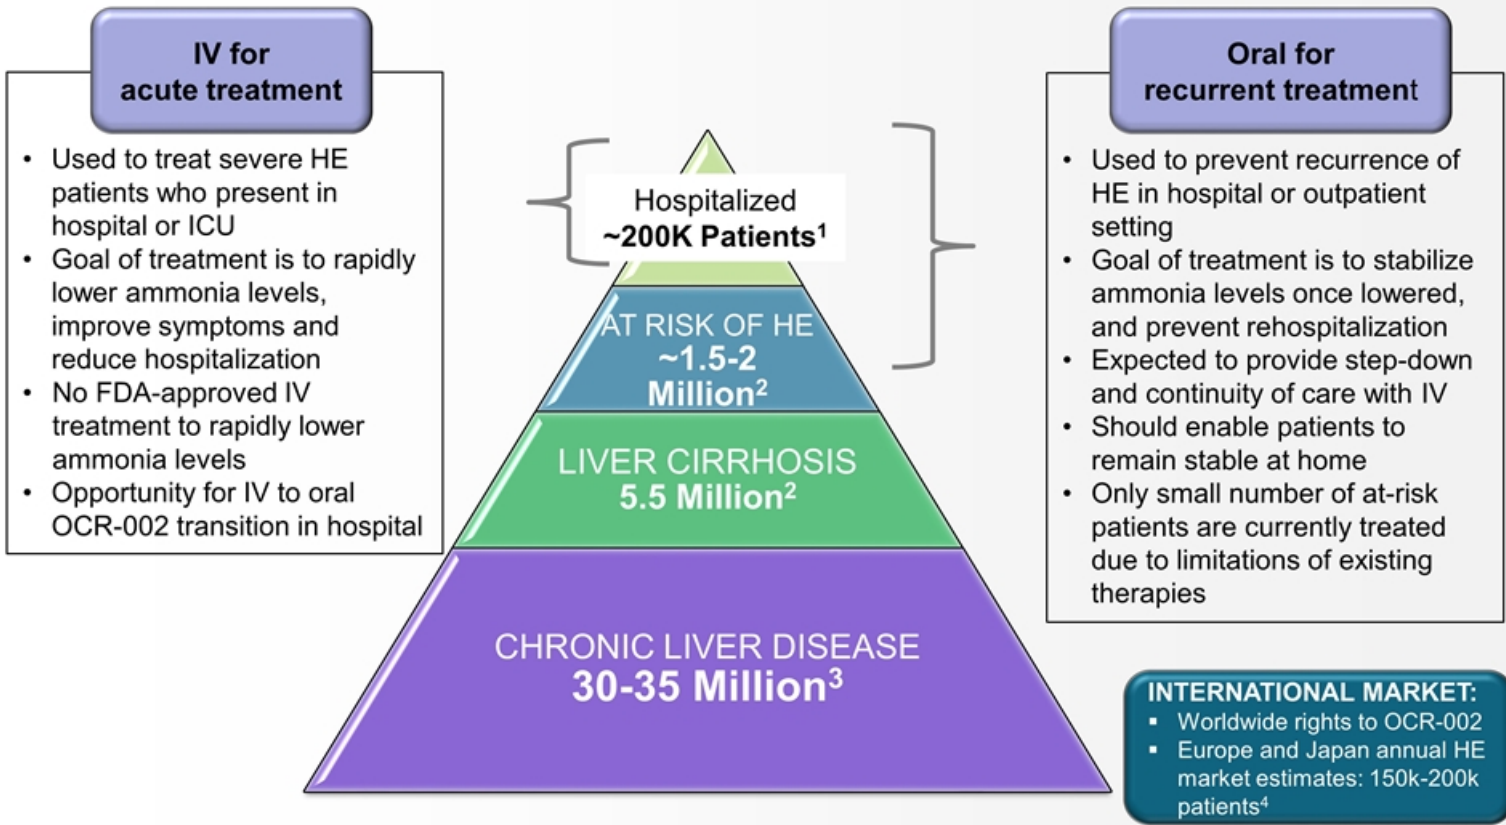 IV for
acute treatment
• Used to treat severe HE
patients who present in
hospital or ICU
• Goal of treatment is to rapidly
lower ammonia levels,
improve symptoms and
reduce hospitalization
• No FDA-approved IV
treatment to rapidly lower
ammonia levels
• Opportunity for IV to oral
OCR-002 transition in hospital
Hospitalized
~200K Patients¹
AT RISK OF HE
~1.5-2
Million²
LIVER CIRRHOSIS
5.5 Million²
CHRONIC LIVER DISEASE
30-35 Million³
Oral for
recurrent treatment
• Used to prevent recurrence of
HE in hospital or outpatient
setting
• Goal of treatment is to stabilize
ammonia levels once lowered,
and prevent rehospitalization
• Expected to provide step-down
and continuity of care with IV
• Should enable patients to
remain stable at home
• Only small number of at-risk
patients are currently treated
due to limitations of existing
therapies
INTERNATIONAL MARKET:
▪ Worldwide rights to OCR-002
▪ Europe and Japan annual HE
market estimates: 150k-200k
patients⁴